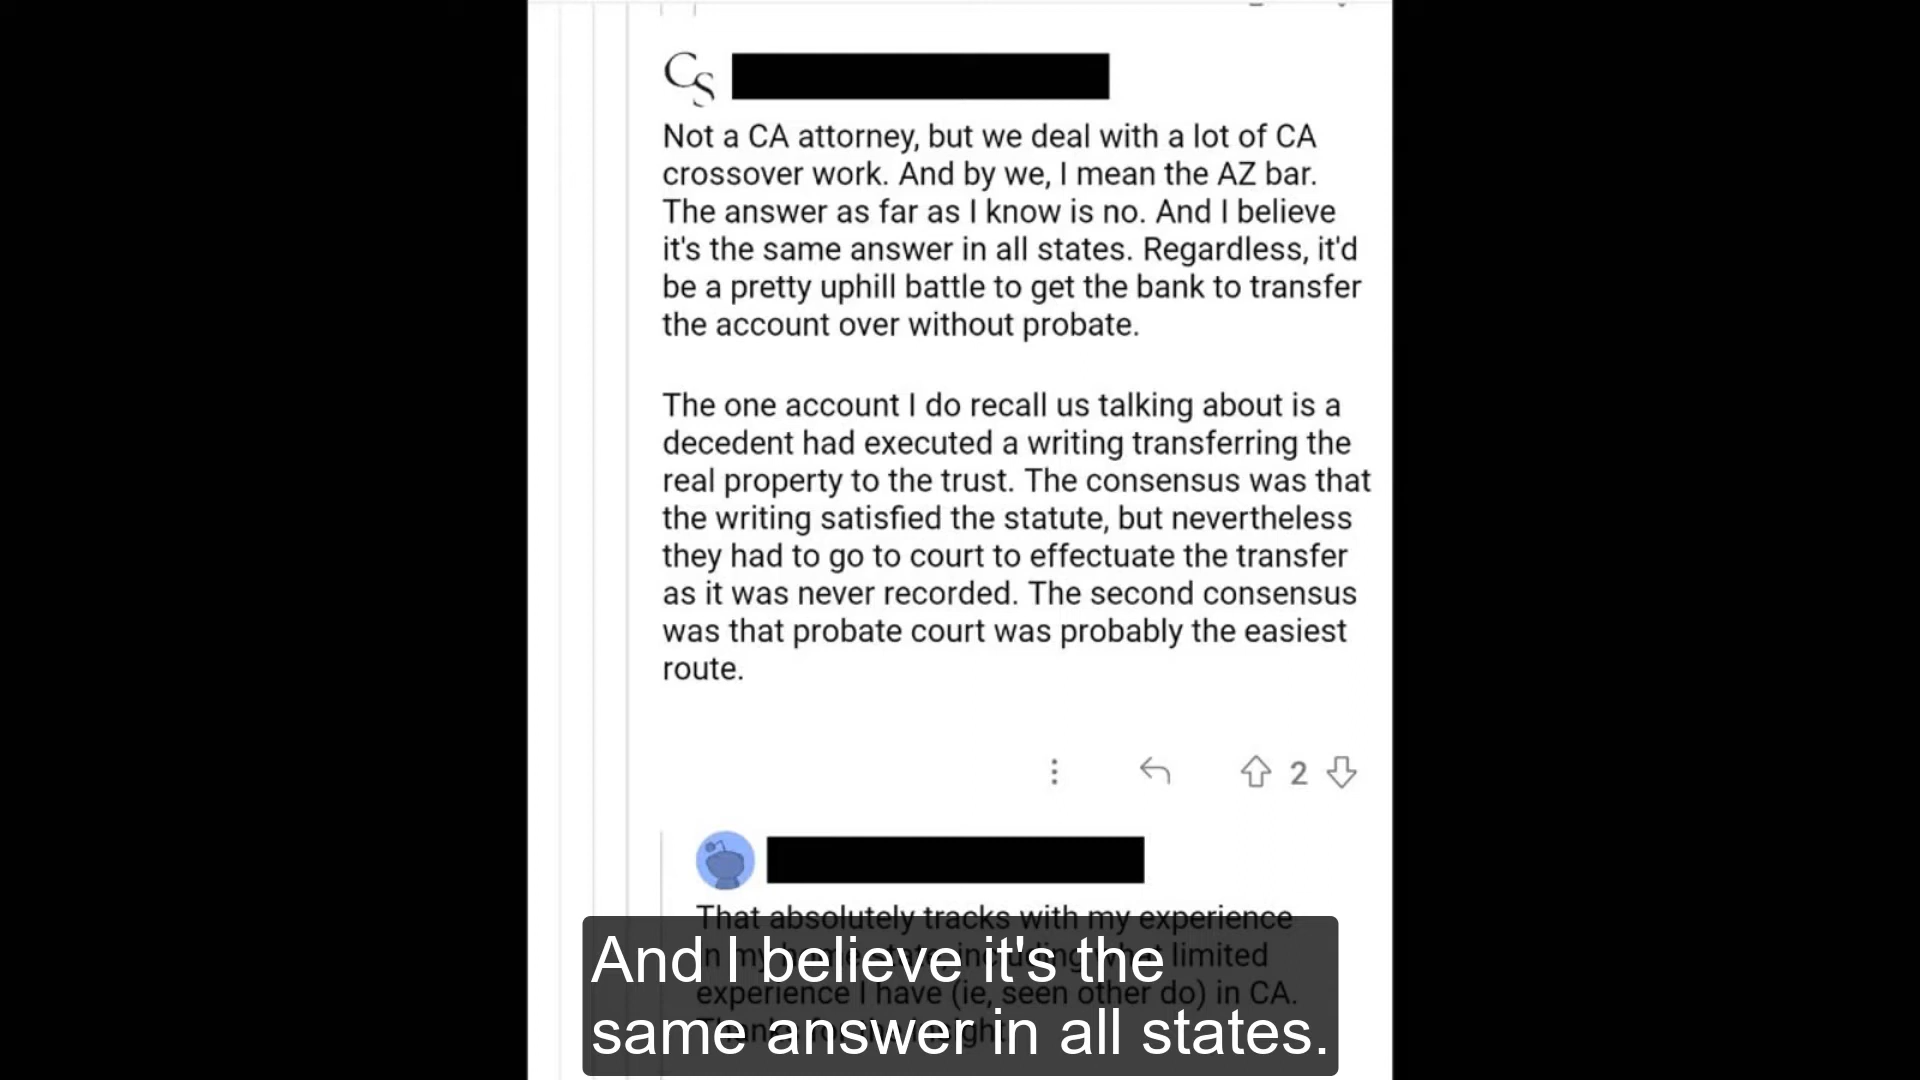 CS
Not a CA attorney, but we deal with a lot of CA
crossover work. And by we, I mean the AZ bar.
The answer as far as I know is no. And I believe
it's the same answer in all states. Regardless, it'd
be a pretty uphill battle to get the bank to transfer
the account over without probate.
The one account I do recall us talking about is a
decedent had executed a writing transferring the
real property to the trust. The consensus was that
the writing satisfied the statute, but nevertheless
they had to go to court to effectuate the transfer
as it was never recorded. The second consensus
was that probate court was probably the easiest
route.
2
That absolutely tracks with my experience
limited
experience I have (ie, seen other do) in CA.
And I believe it's the
same answer in all states.